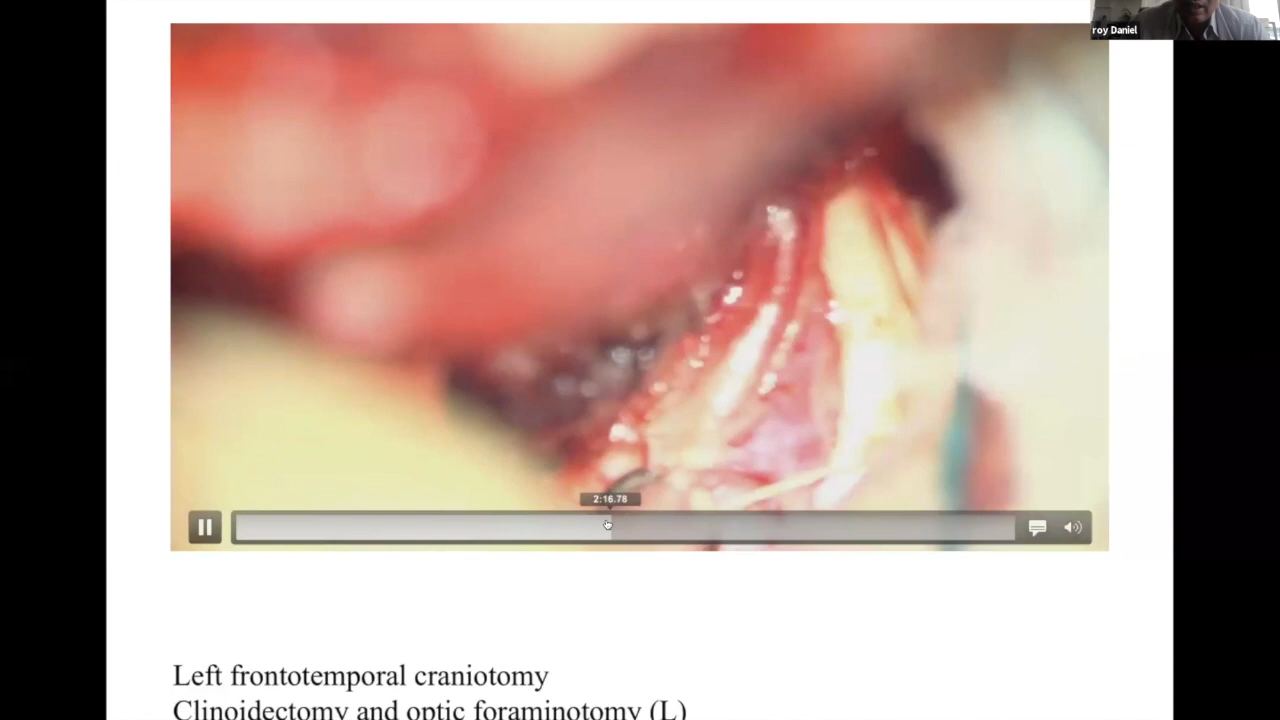 roy Daniel
2:16.78
Left frontotemporal craniotomy
Clinoidectomy and optic foraminotomy (L)